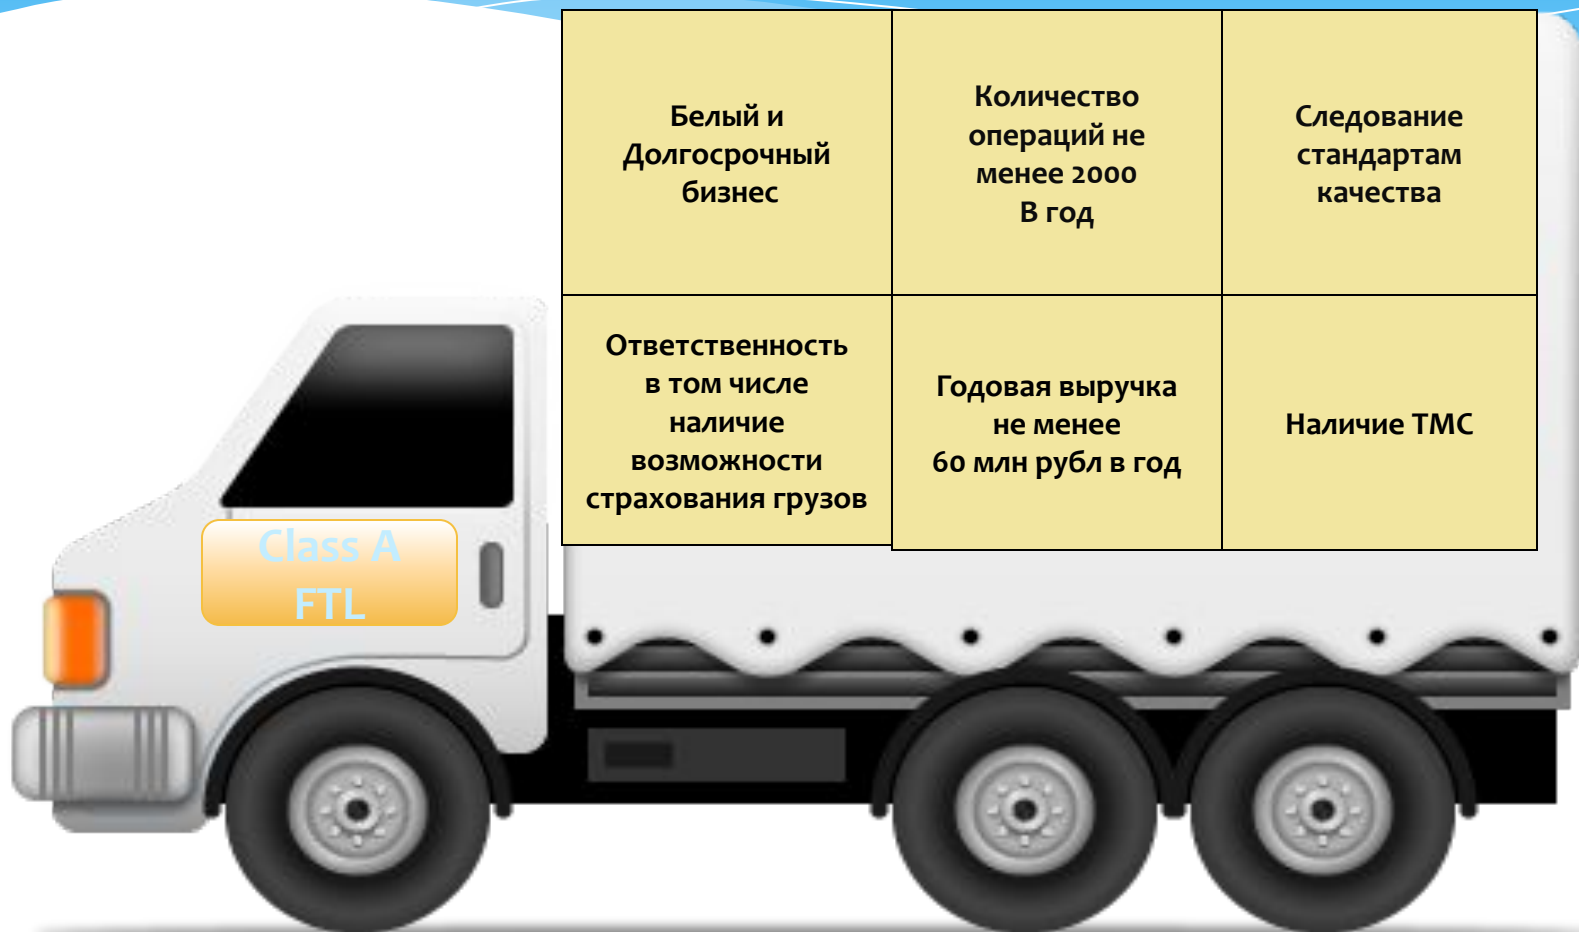 Белый и
Долгосрочный
бизнес
Количество
операций не
менее 2000
В год
Следование
стандартам
качества
Ответственность
в том числе
наличие
возможности
страхования грузов
Годовая выручка
не менее
60 млн рубл в год
Наличие ТМС
Class A
FTL